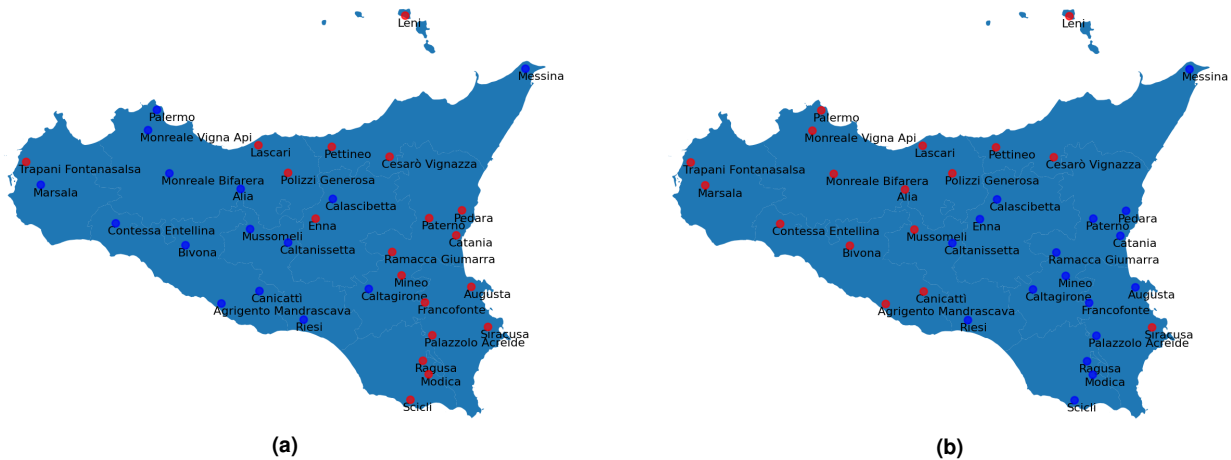 Leni
Messina
Palermo
Monreale Vigna Api
Lascari
Pettineo
Cesarò Vignazza
Trapani Fontanasalsa
Monreale Bifarera
Polizzi Generosa
Marsala
Alia
Calascibetta
Contessa Entellina
Mussomeli
Enna
Paternò
Pedara
Bivona
Caltanissetta
Catania
Ramacca Giumarra
Mineo
Canicattì
Caltagirone
Augusta
Agrigento Mandrascava
Francofonte
Riesi
Siracusa
Palazzolo Acreide
Ragusa
Modica
Scicli
(a)
Leni
Messina
Palermo
Monreale Vigna Api
Lascari
Pettineo
Cesarò Vignazza
Trapani Fontanasalsa
Monreale Bifarera
Polizzi Generosa
Marsala
Alia
Calascibetta
Contessa Entellina
Mussomeli
Enna
Paternò
Pedara
Bivona
Caltanissetta
Catania
Ramacca Giumarra
Mineo
Canicattì
Caltagirone
Augusta
Agrigento Mandrascava
Francofonte
Riesi
Siracusa
Palazzolo Acreide
Ragusa
Modica
Scicli
(b)